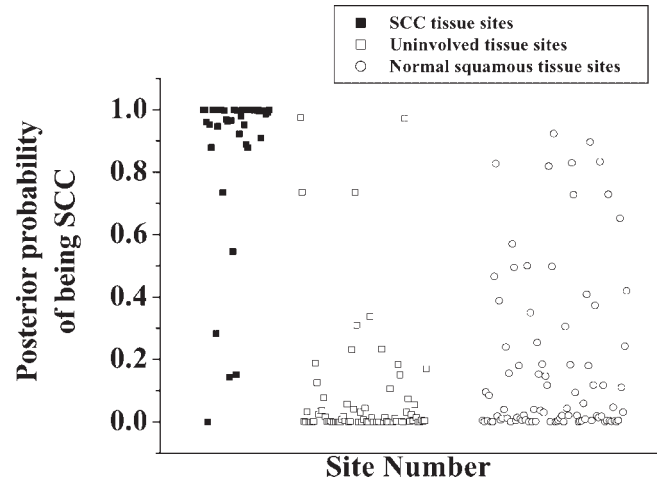 SCC tissue sites
Uninvolved tissue sites
Normal squamous tissue sites
Posterior probability
of being SCC
1.0
0.8
0.6
0.4
0.2
0.0
Site Number